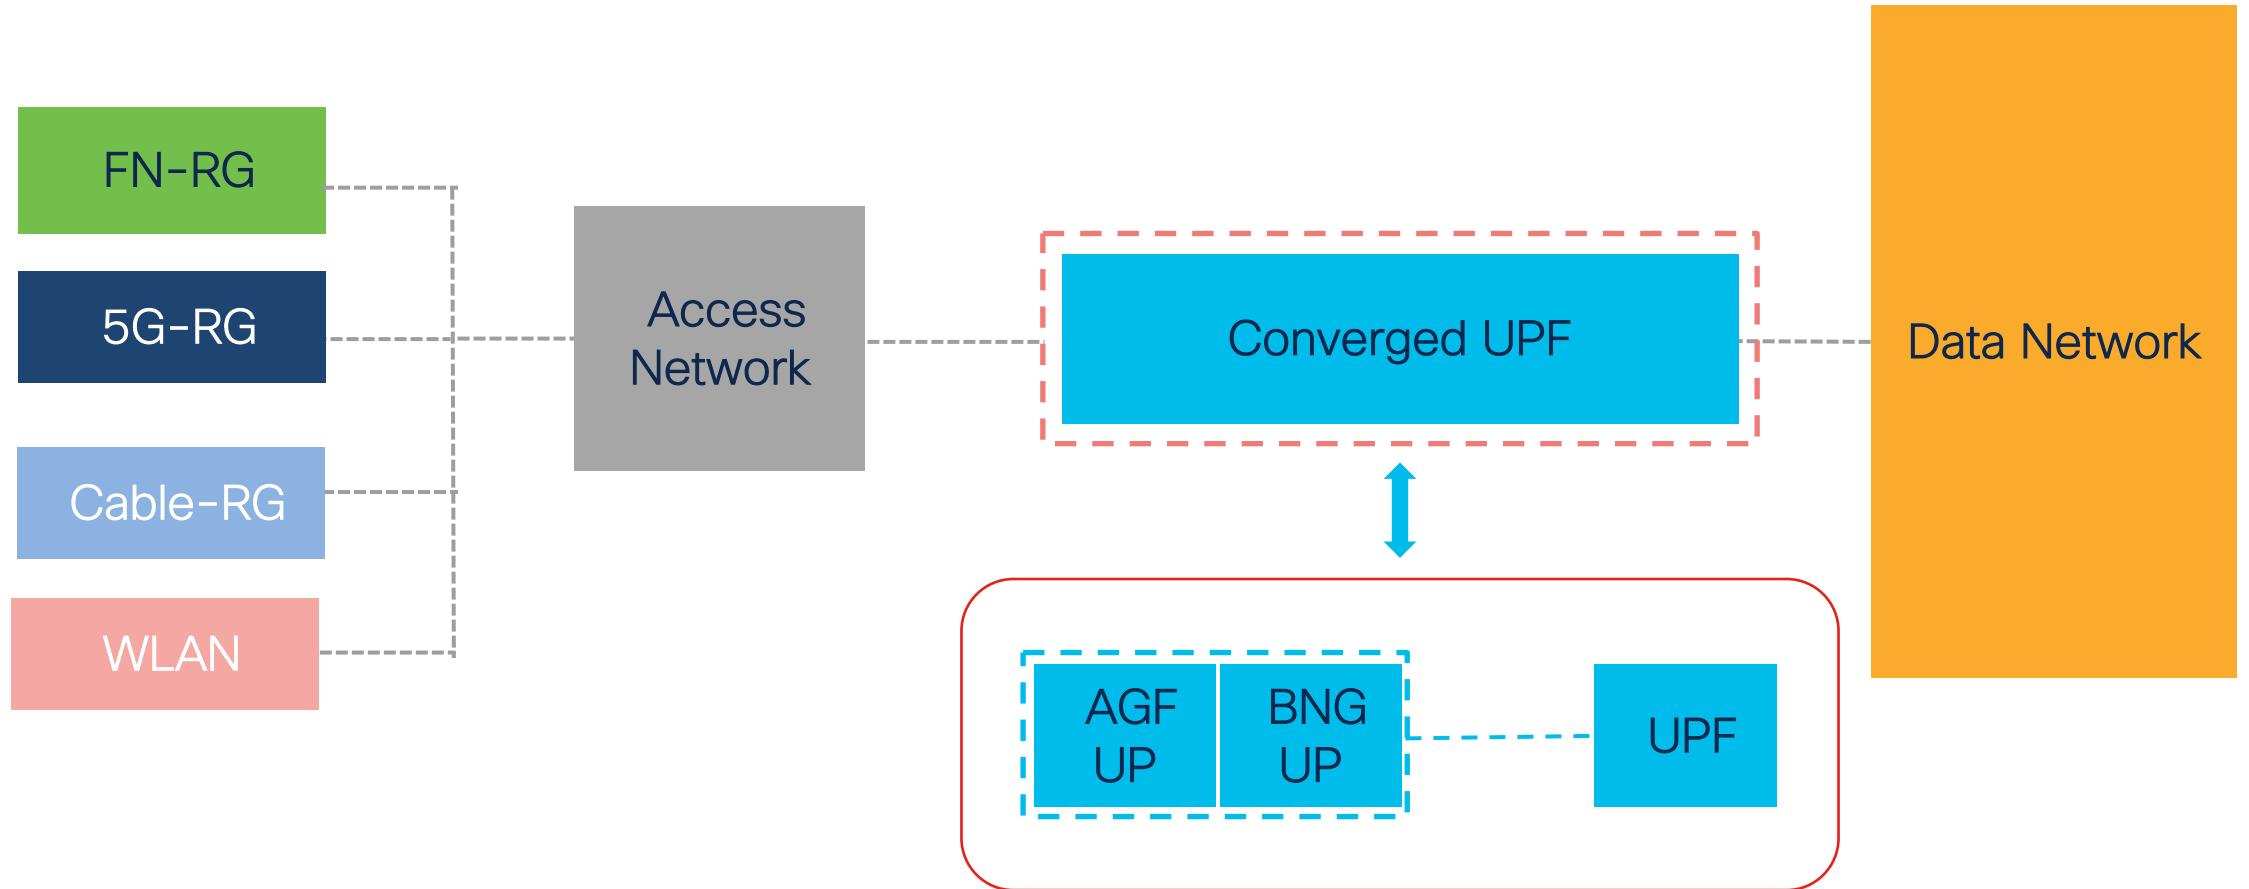 FN-RG
5G-RG
Cable-RG
WLAN
Access
Network
Converged UPF
Data Network
AGF
UP
BNG
UP
UPF